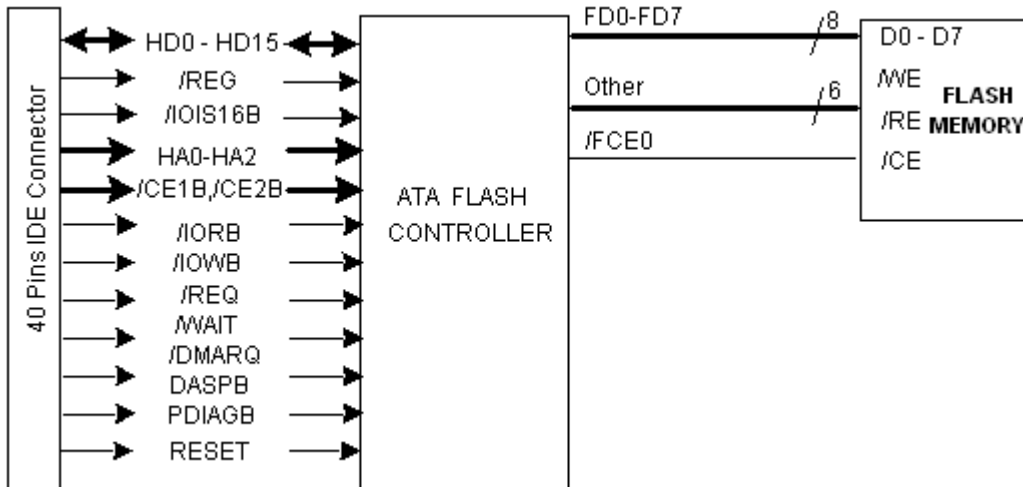 40 Pins IDE Connector
HD0 - HD15
/REG
/IOIS16B
HA0-HA2
/CE1B,/CE2B
/IORB
/IOWB
/REQ
/WAIT
/DMARQ
DASPB
PDIAGB
RESET
ATA FLASH
CONTROLLER
FD0-FD7
8
Other
6
/FCE0
D0 - D7
/WE
/RE
/CE
FLASH
MEMORY